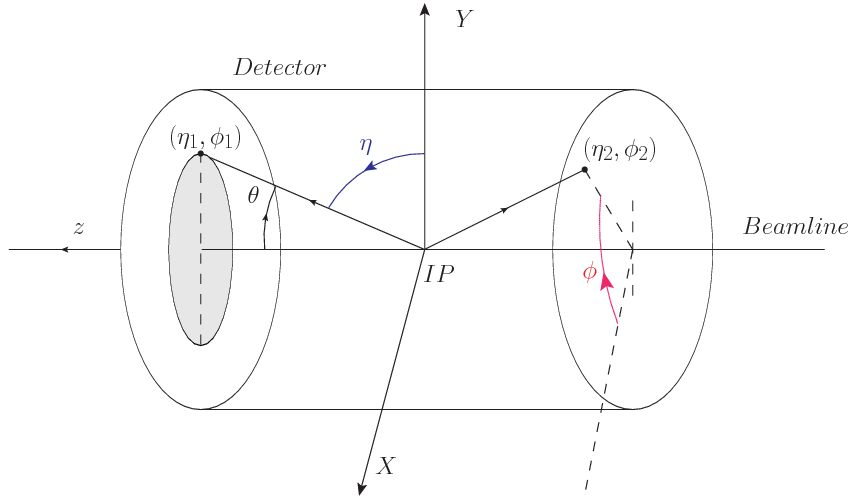 Y
Detector
(η₁, ϕ₁)
η
(η₂, ϕ₂)
θ
z
Beamline
IP
ϕ
X